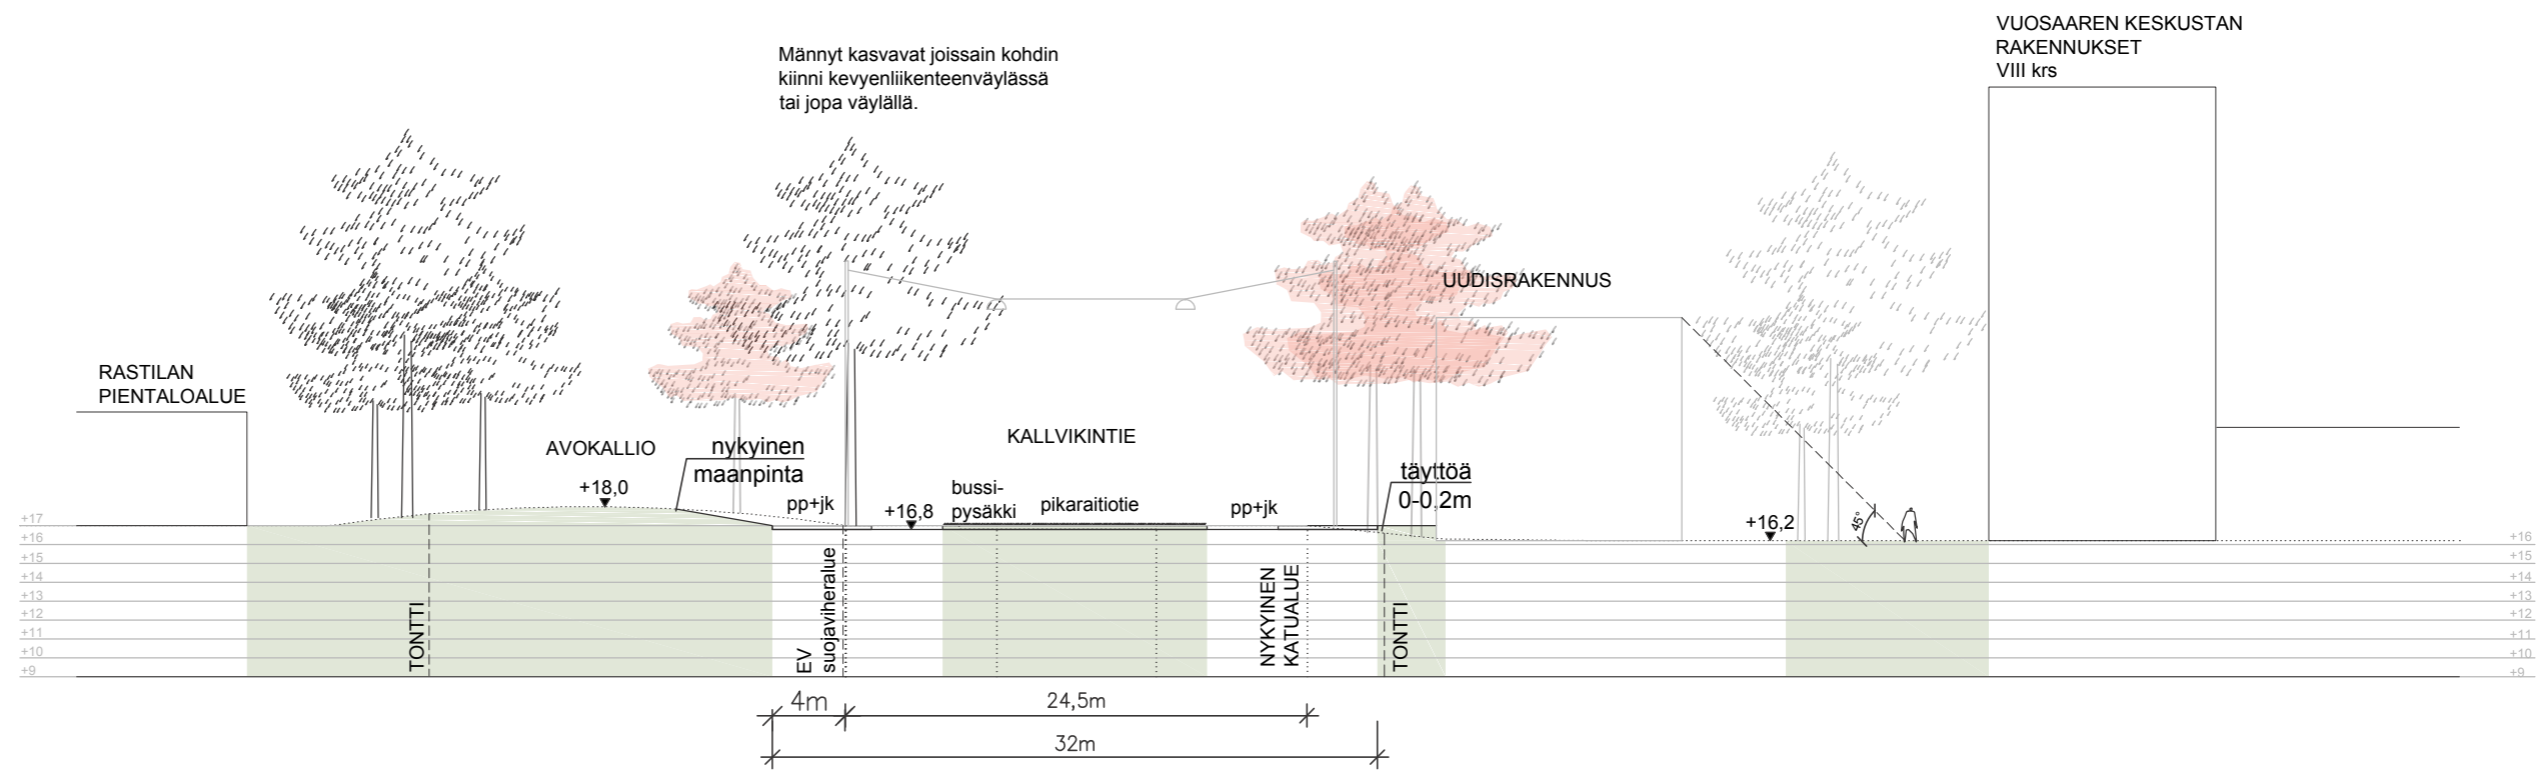 VUOSAAREN KESKUSTAN
RAKENNUKSET
VIII krs
Männyt kasvavat joissain kohdin
kiinni kevyenliikenteenväylässä
tai jopa väylällä.
UUDISRAKENNUS
RASTILAN
PIENTALOALUE
AVOKALLIO
nykyinen
maanpinta
KALLVIKINTIE
täyttöä
0-0,2m
+18,0
pp+jk
+16,8
bussi-
pysäkki
pikaraitiotie
pp+jk
+16,2
45°
+17
+16
+15
+14
+13
+12
+11
+10
+9
TONTTI
EV
suojaviheralue
NYKYINEN
KATUALUE
TONTTI
+16
+15
+14
+13
+12
+11
+10
+9
4m
24,5m
32m